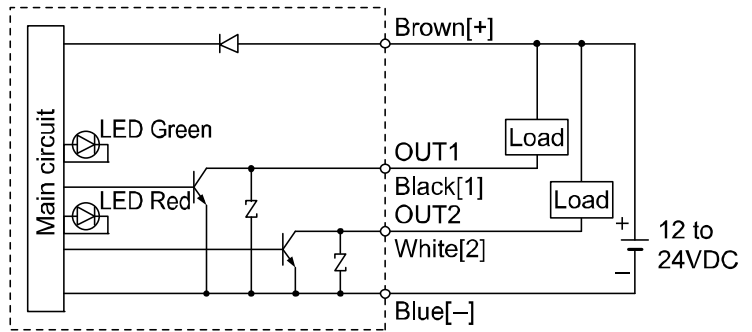 Brown[+]
LED Green
Main circuit
Load
OUT1
Black[1]
LED Red
Load
OUT2
White[2]
+
12 to
24VDC
–
Blue[–]